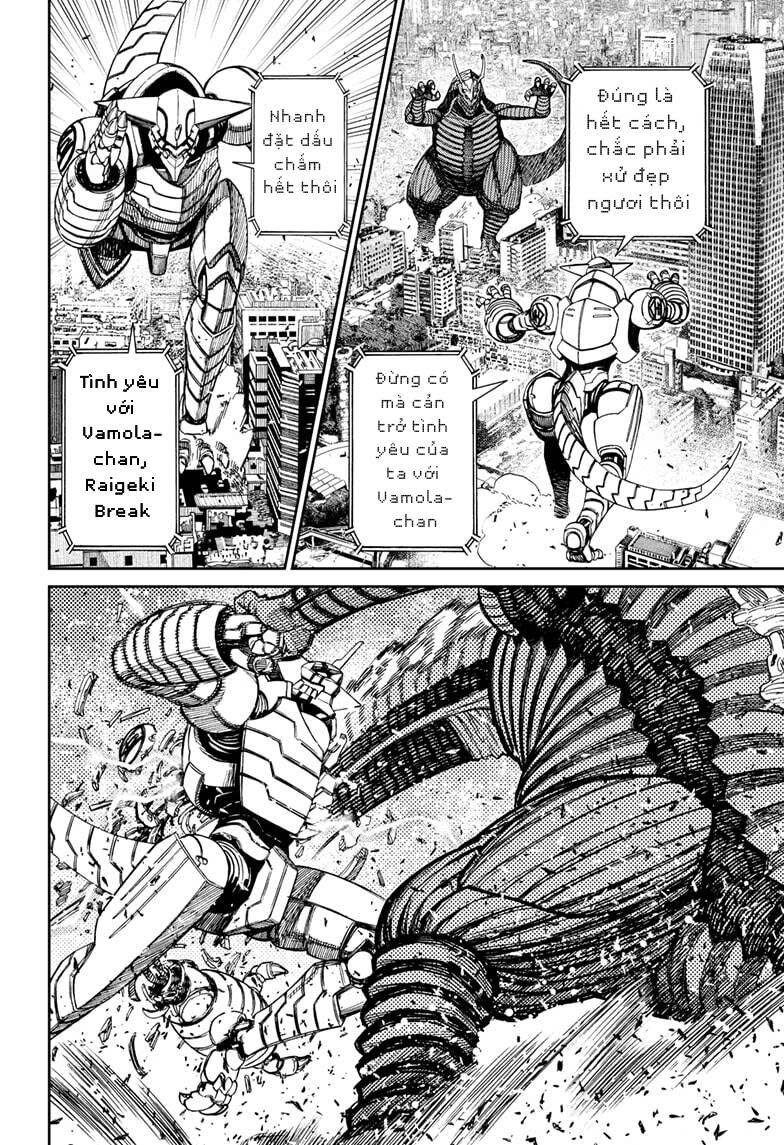 Đúng là
hết cách,
chắc phải
xử đẹp
ngươi thôi
Đừng có
mà cản
trở tình
yêu của
ta với
Vamola-
chan
Nhanh
đặt dấu
chấm
hết thôi
Tình yêu
với
Vamola-
chan,
Raigeki
Break